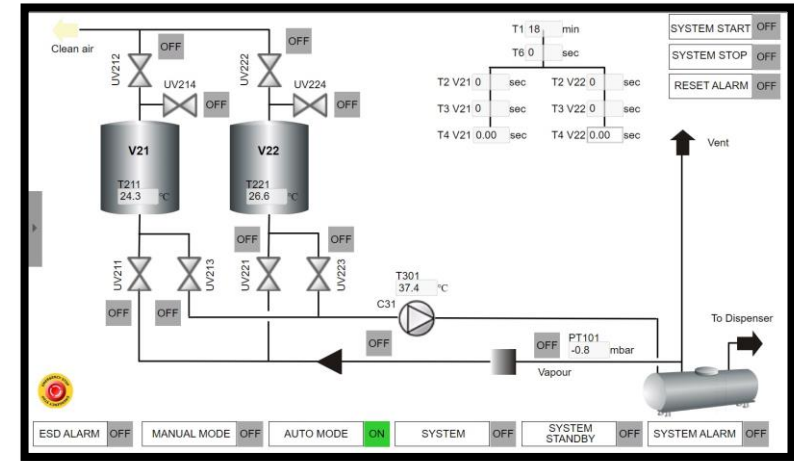 Clean air
UV212
OFF
UV222
OFF
UV214
OFF
UV224
OFF
V21
V22
T211
24.3 °C
T221
26.6 °C
OFF
OFF
UV211
UV213
UV221
UV223
OFF
OFF
T301
37.4 °C
C31
OFF
OFF
PT101
-0.8 mbar
Vapour
T1 18 min
T6 0 sec
T2 V21 0 sec
T2 V22 0 sec
T3 V21 0 sec
T3 V22 0 sec
T4 V21 0.00 sec
T4 V22 0.00 sec
SYSTEM START OFF
SYSTEM STOP OFF
RESET ALARM OFF
Vent
To Dispenser
ESD ALARM OFF
MANUAL MODE OFF
AUTO MODE ON
SYSTEM OFF
SYSTEM
STANDBY OFF
SYSTEM ALARM OFF